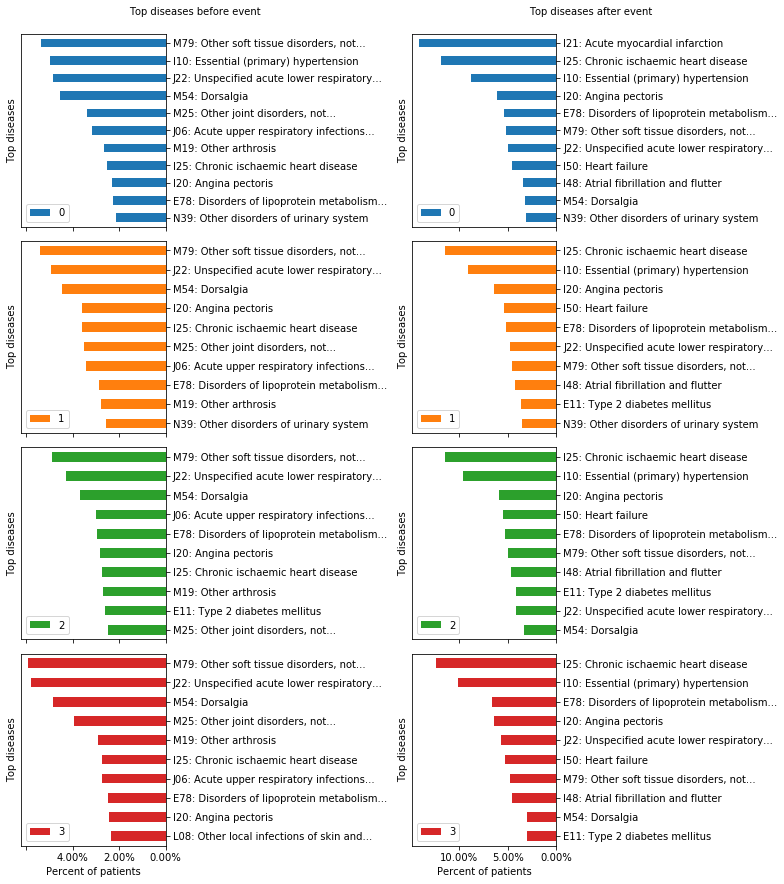 Top diseases before event
Top diseases
M79: Other soft tissue disorders, not...
I10: Essential (primary) hypertension
J22: Unspecified acute lower respiratory...
M54: Dorsalgia
M25: Other joint disorders, not...
J06: Acute upper respiratory infections...
M19: Other arthrosis
I25: Chronic ischaemic heart disease
I20: Angina pectoris
E78: Disorders of lipoprotein metabolism...
N39: Other disorders of urinary system
0
Top diseases
M79: Other soft tissue disorders, not...
J22: Unspecified acute lower respiratory...
M54: Dorsalgia
I20: Angina pectoris
I25: Chronic ischaemic heart disease
M25: Other joint disorders, not...
J06: Acute upper respiratory infections...
E78: Disorders of lipoprotein metabolism...
M19: Other arthrosis
N39: Other disorders of urinary system
1
Top diseases
M79: Other soft tissue disorders, not...
J22: Unspecified acute lower respiratory...
M54: Dorsalgia
J06: Acute upper respiratory infections...
E78: Disorders of lipoprotein metabolism...
I20: Angina pectoris
I25: Chronic ischaemic heart disease
M19: Other arthrosis
E11: Type 2 diabetes mellitus
M25: Other joint disorders, not...
2
Top diseases
M79: Other soft tissue disorders, not...
J22: Unspecified acute lower respiratory...
M54: Dorsalgia
M25: Other joint disorders, not...
M19: Other arthrosis
I25: Chronic ischaemic heart disease
J06: Acute upper respiratory infections...
E78: Disorders of lipoprotein metabolism...
I20: Angina pectoris
L08: Other local infections of skin and...
3
4.00% 2.00% 0.00%
Percent of patients
Top diseases after event
Top diseases
I21: Acute myocardial infarction
I25: Chronic ischaemic heart disease
I10: Essential (primary) hypertension
I20: Angina pectoris
E78: Disorders of lipoprotein metabolism...
M79: Other soft tissue disorders, not...
J22: Unspecified acute lower respiratory...
I50: Heart failure
I48: Atrial fibrillation and flutter
M54: Dorsalgia
N39: Other disorders of urinary system
0
Top diseases
I25: Chronic ischaemic heart disease
I10: Essential (primary) hypertension
I20: Angina pectoris
I50: Heart failure
E78: Disorders of lipoprotein metabolism...
J22: Unspecified acute lower respiratory...
M79: Other soft tissue disorders, not...
I48: Atrial fibrillation and flutter
E11: Type 2 diabetes mellitus
N39: Other disorders of urinary system
1
Top diseases
I25: Chronic ischaemic heart disease
I10: Essential (primary) hypertension
I20: Angina pectoris
I50: Heart failure
E78: Disorders of lipoprotein metabolism...
M79: Other soft tissue disorders, not...
I48: Atrial fibrillation and flutter
E11: Type 2 diabetes mellitus
J22: Unspecified acute lower respiratory...
M54: Dorsalgia
2
Top diseases
I25: Chronic ischaemic heart disease
I10: Essential (primary) hypertension
E78: Disorders of lipoprotein metabolism...
I20: Angina pectoris
J22: Unspecified acute lower respiratory...
I50: Heart failure
M79: Other soft tissue disorders, not...
I48: Atrial fibrillation and flutter
M54: Dorsalgia
E11: Type 2 diabetes mellitus
3
10.00% 5.00% 0.00%
Percent of patients